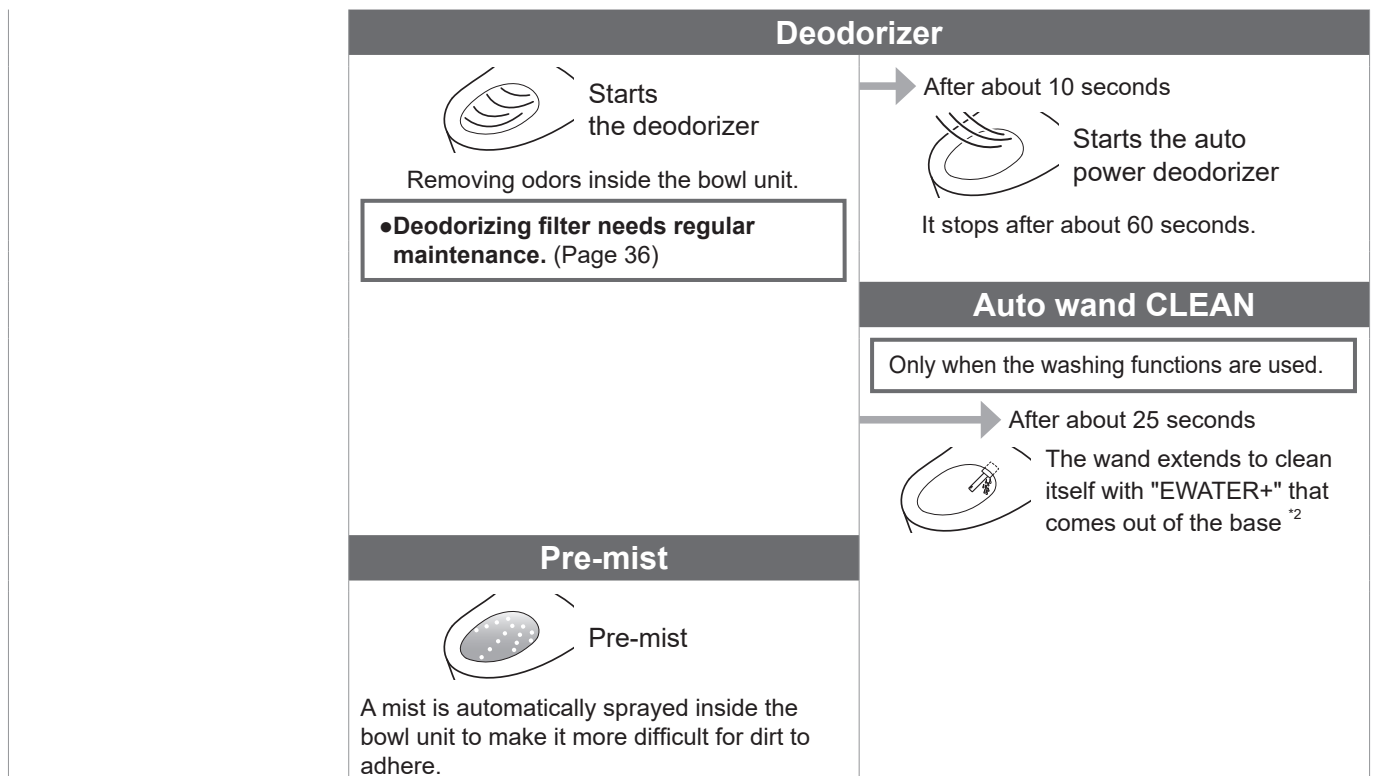 Deodorizer
Starts
the deodorizer
Removing odors inside the bowl unit.
●Deodorizing filter needs regular
maintenance. (Page 36)
After about 10 seconds
Starts the auto
power deodorizer
It stops after about 60 seconds.
Auto wand CLEAN
Only when the washing functions are used.
After about 25 seconds
The wand extends to clean
itself with "EWATER+" that
comes out of the base *2
Pre-mist
Pre-mist
A mist is automatically sprayed inside the
bowl unit to make it more difficult for dirt to
adhere.